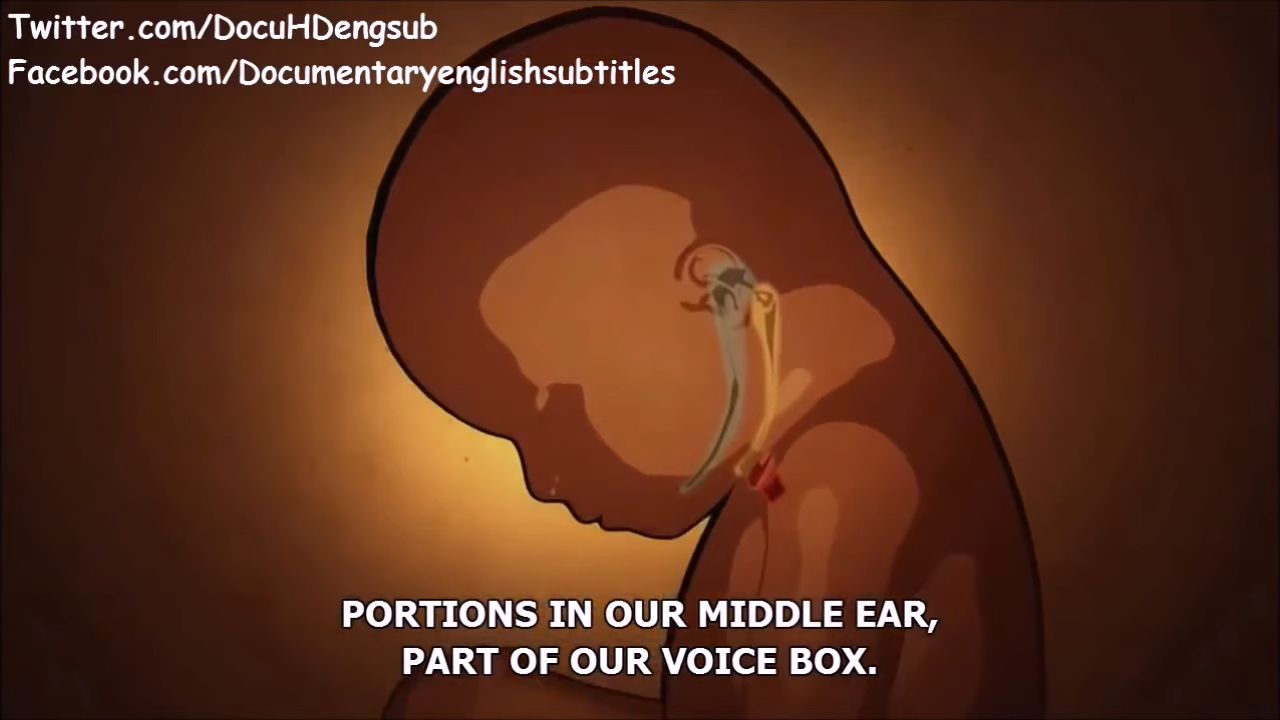 Twitter.com/DocuHDengsub
Facebook.com/Documentaryenglishsubtitles
PORTIONS IN OUR MIDDLE EAR,
PART OF OUR VOICE BOX.